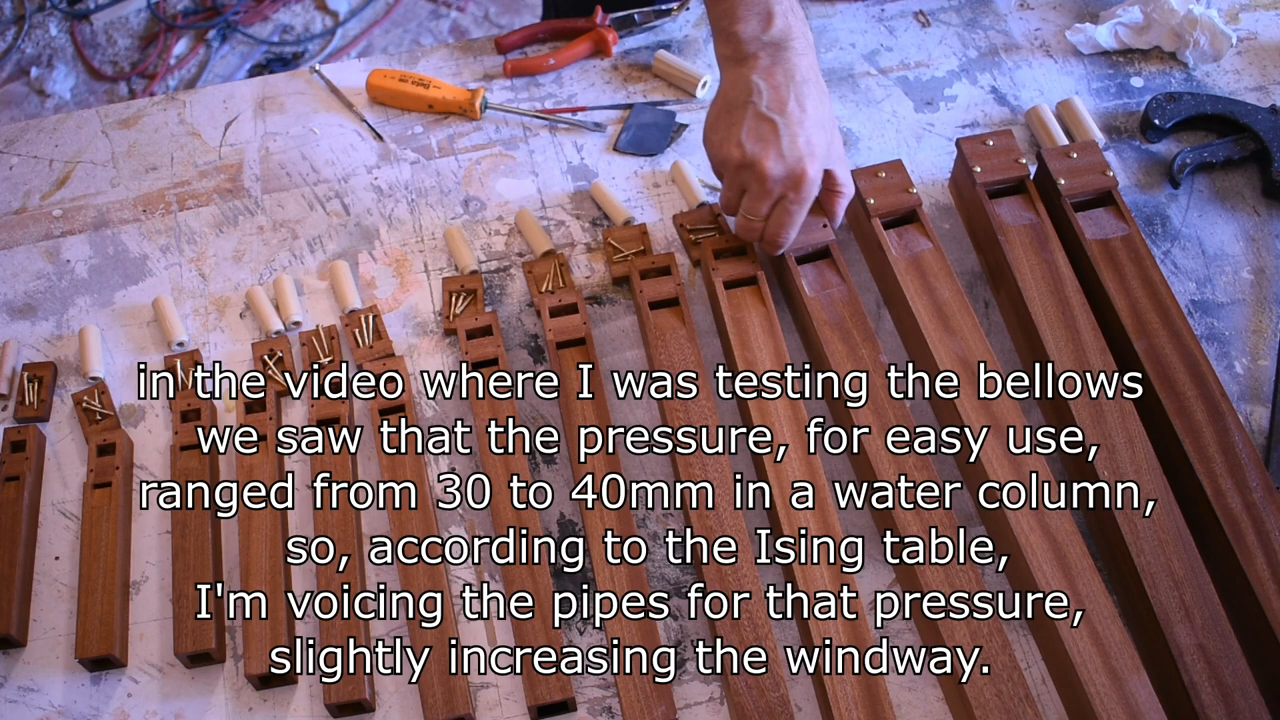 Beta
in the video where I was testing the bellows
we saw that the pressure, for easy use,
ranged from 30 to 40mm in a water column,
so, according to the Ising table,
I'm voicing the pipes for that pressure,
slightly increasing the windway.